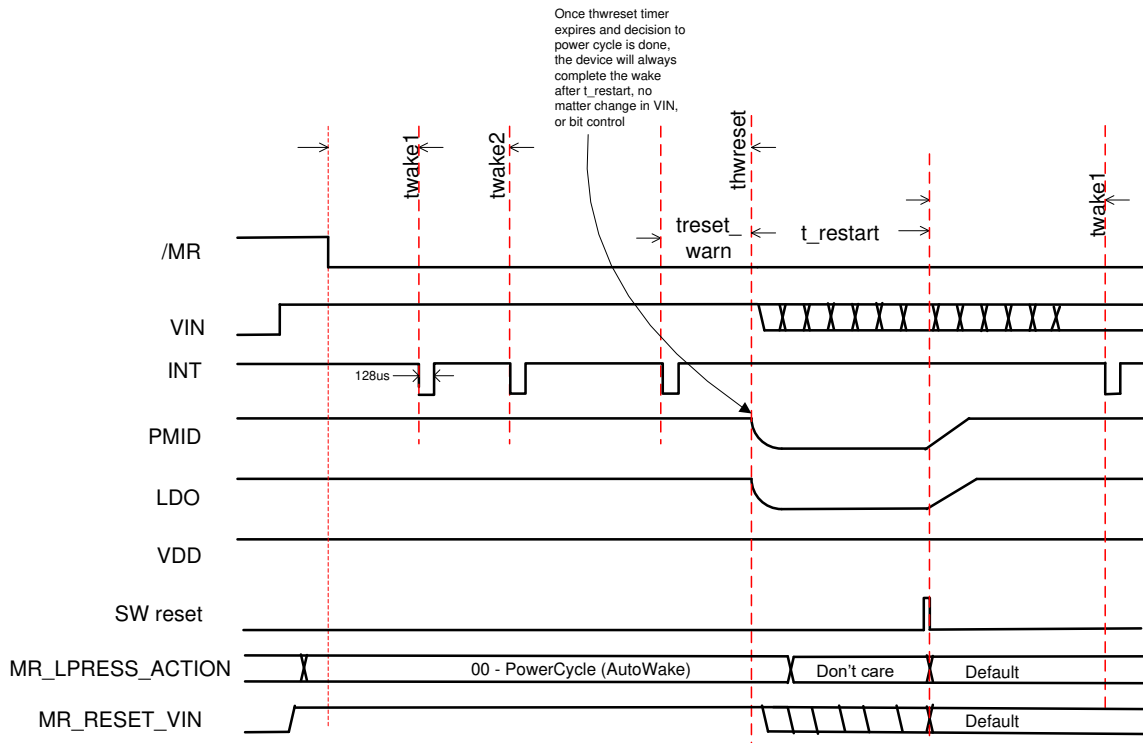 Once thwreset timer
expires and decision to
power cycle is done,
the device will always
complete the wake
after t_restart, no
matter change in VIN,
or bit control
twake1
twake2
thwreset
twake1
treset_
warn
t_restart
/MR
VIN
INT
128us
PMID
LDO
VDD
SW reset
MR_LPRESS_ACTION
00 - PowerCycle (AutoWake)
Don't care
Default
MR_RESET_VIN
Default